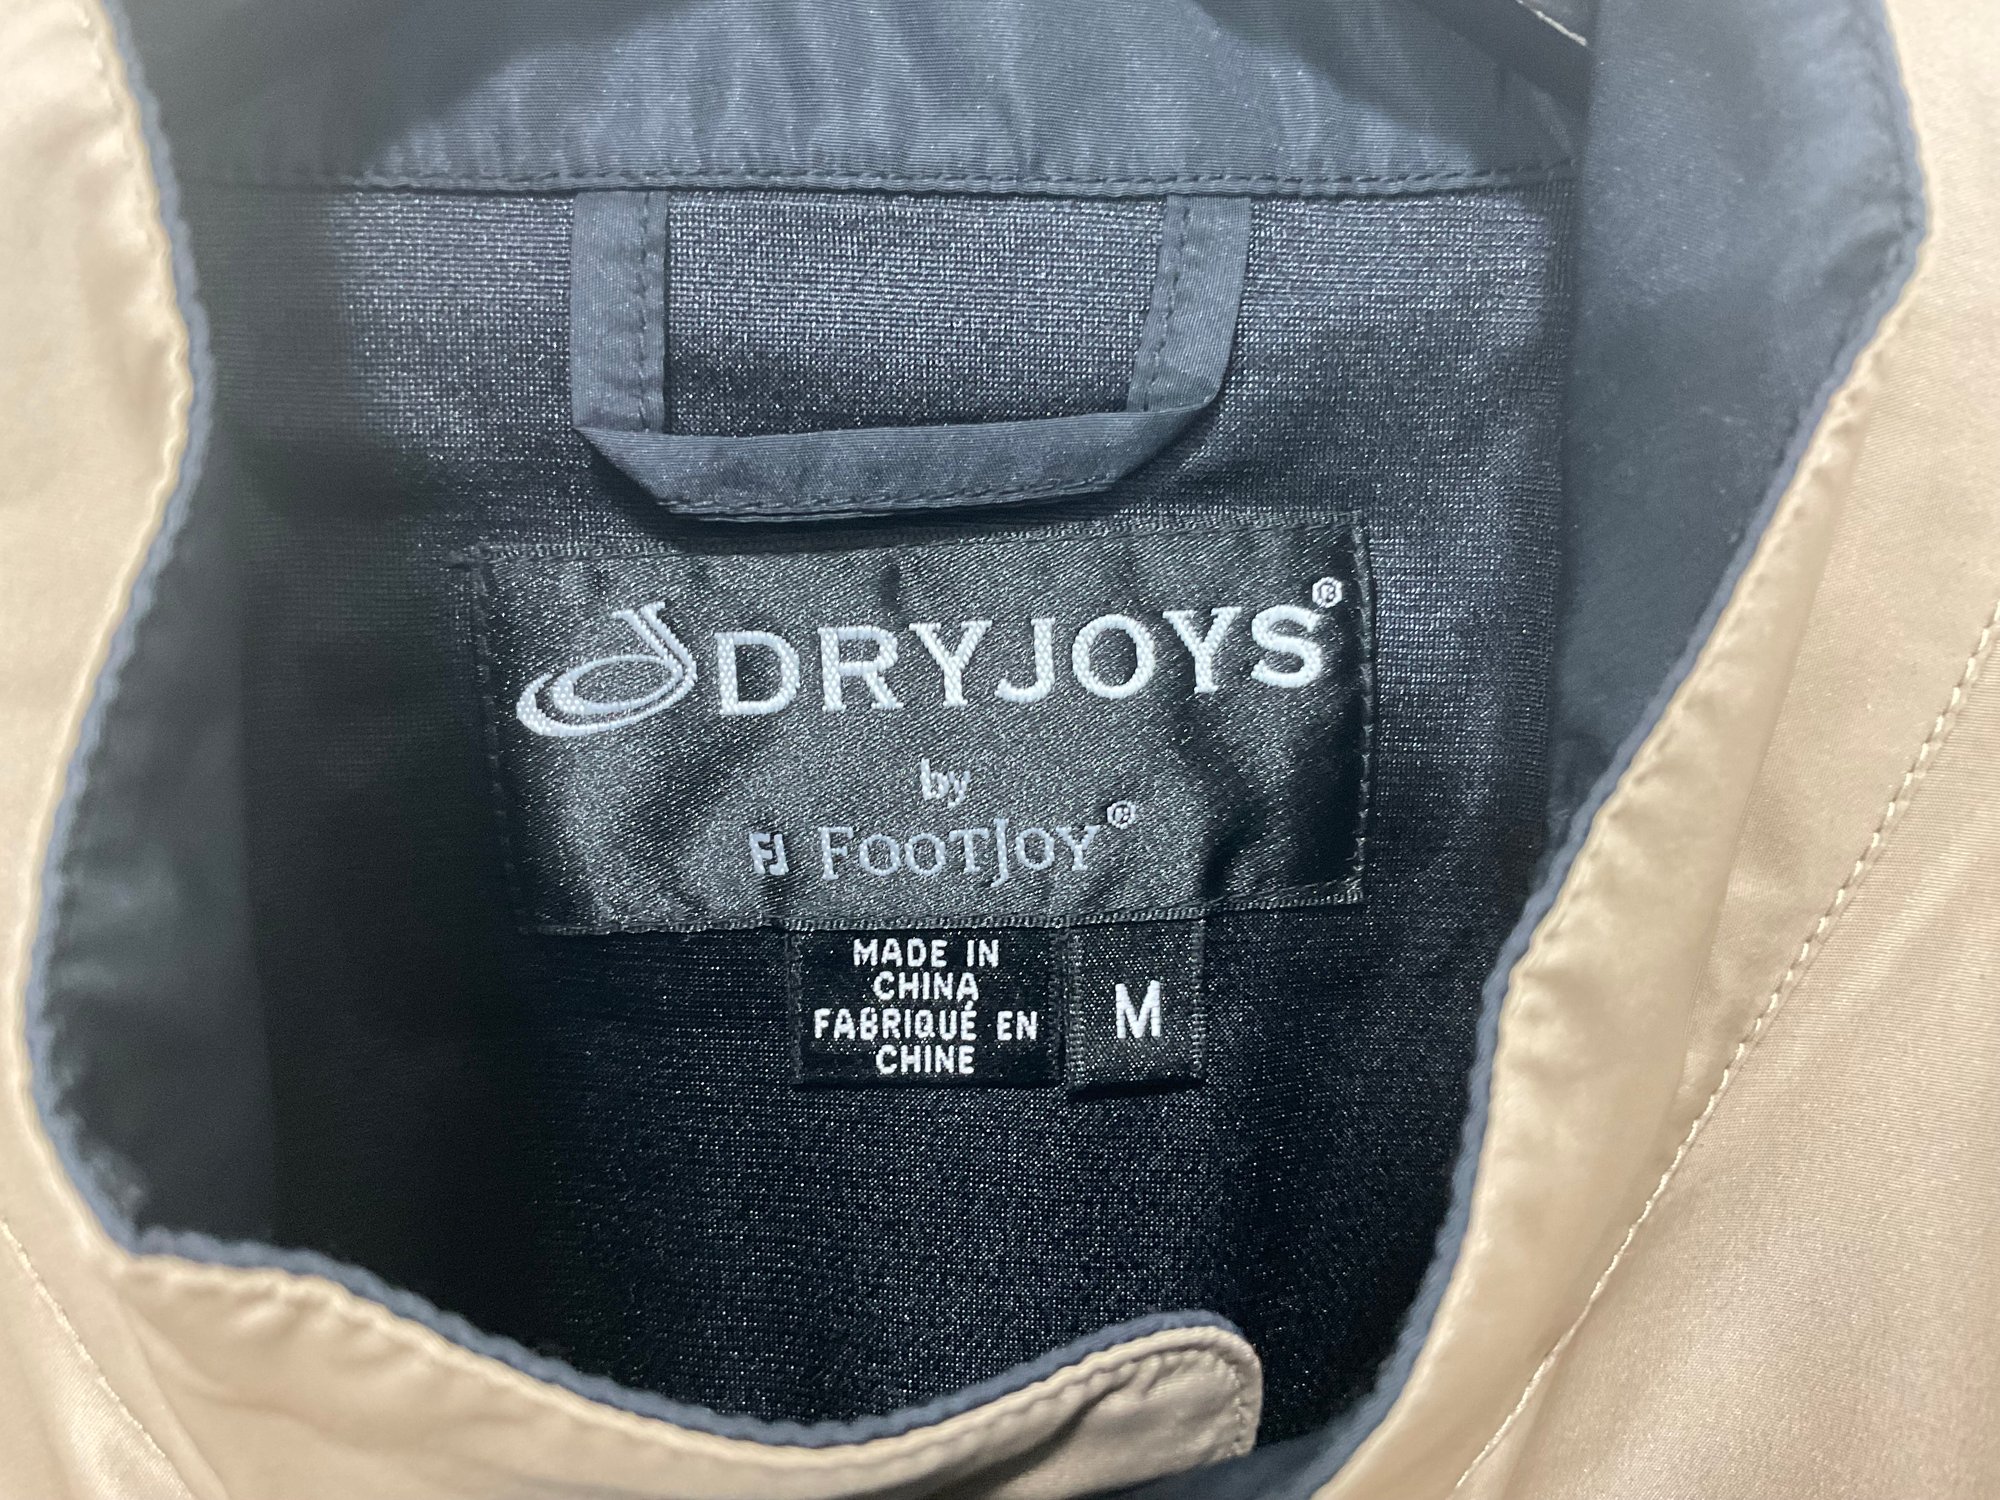 DRYJOYS®
by
FJ FOOTJOY®
MADE IN
CHINA
FABRIQUÉ EN
CHINE
M